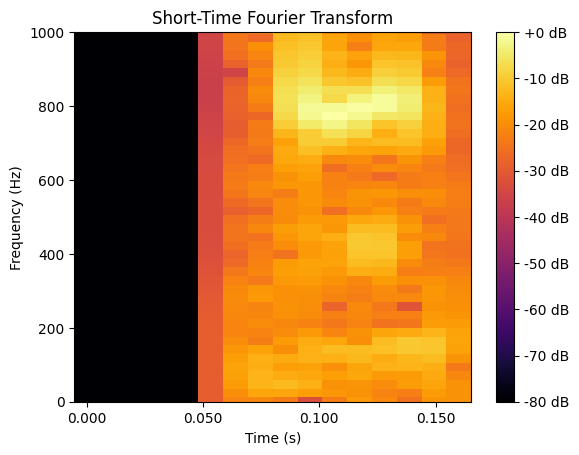 Short-Time Fourier Transform
1000
800
600
400
200
0
Frequency (Hz)
0.000
0.050
0.100
0.150
Time (s)
+0 dB
-10 dB
-20 dB
-30 dB
-40 dB
-50 dB
-60 dB
-70 dB
-80 dB